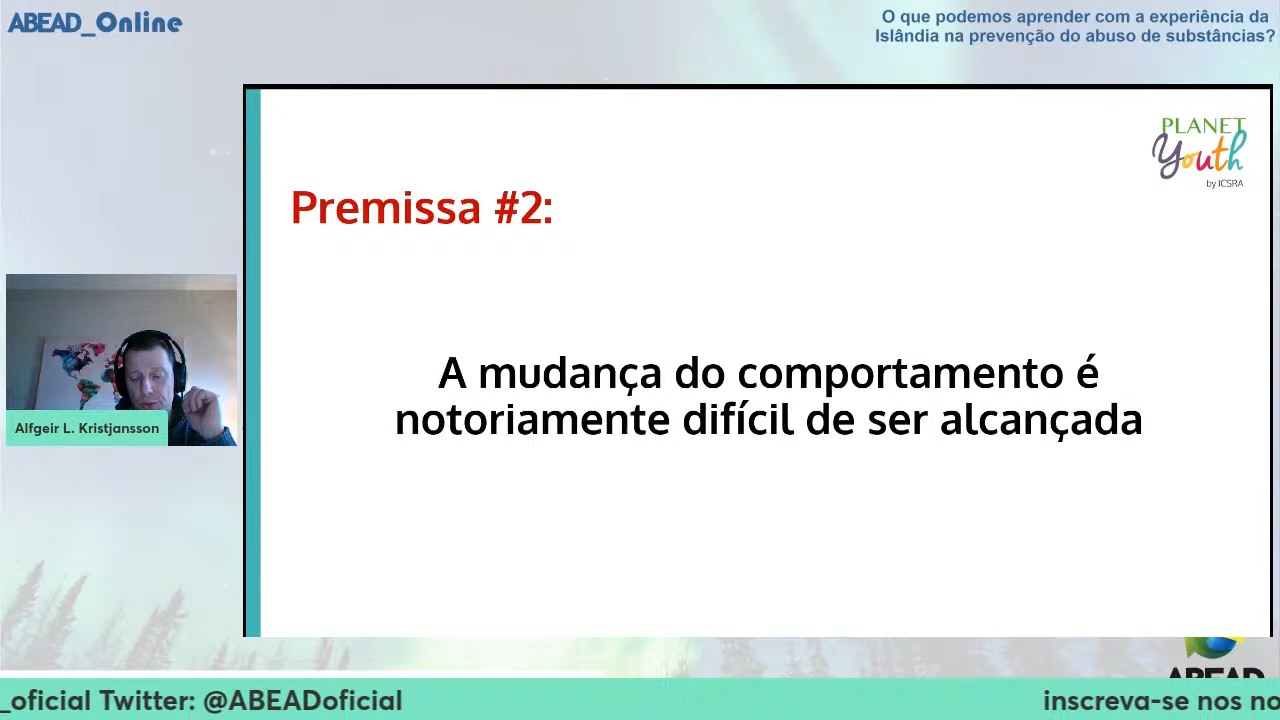 ABEAD_Online
O que podemos aprender com a experiência da
Islândia na prevenção do abuso de substâncias?
PLANET
Youth
by ICSRA
Premissa #2:
A mudança do comportamento é
notoriamente difícil de ser alcançada
Alfgeir L. Kristjansson
ABEAD
_oficial Twitter: @ABEADoficial
inscreva-se nos no